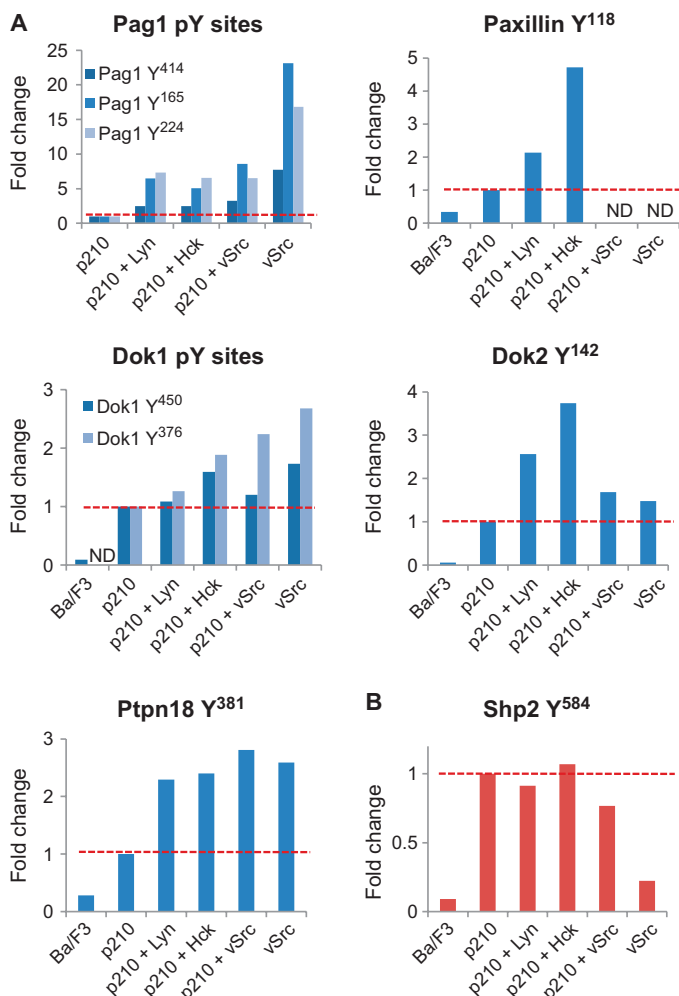 A
Pag1 pY sites
Fold change
25
20
15
10
5
0
Pag1 Y414
Pag1 Y165
Pag1 Y224
p210
p210 + Lyn
p210 + Hck
p210 + vSrc
vSrc
Paxillin Y118
Fold change
5
4
3
2
1
0
ND
ND
Ba/F3
p210
p210 + Lyn
p210 + Hck
p210 + vSrc
vSrc
Dok1 pY sites
Fold change
3
2
1
0
Dok1 Y450
Dok1 Y376
ND
Ba/F3
p210
p210 + Lyn
p210 + Hck
p210 + vSrc
vSrc
Dok2 Y142
Fold change
4
3
2
1
0
Ba/F3
p210
p210 + Lyn
p210 + Hck
p210 + vSrc
vSrc
Ptpn18 Y381
Fold change
3
2
1
0
Ba/F3
p210
p210 + Lyn
p210 + Hck
p210 + vSrc
vSrc
B
Shp2 Y584
Fold change
1
0.5
0
Ba/F3
p210
p210 + Lyn
p210 + Hck
p210 + vSrc
vSrc